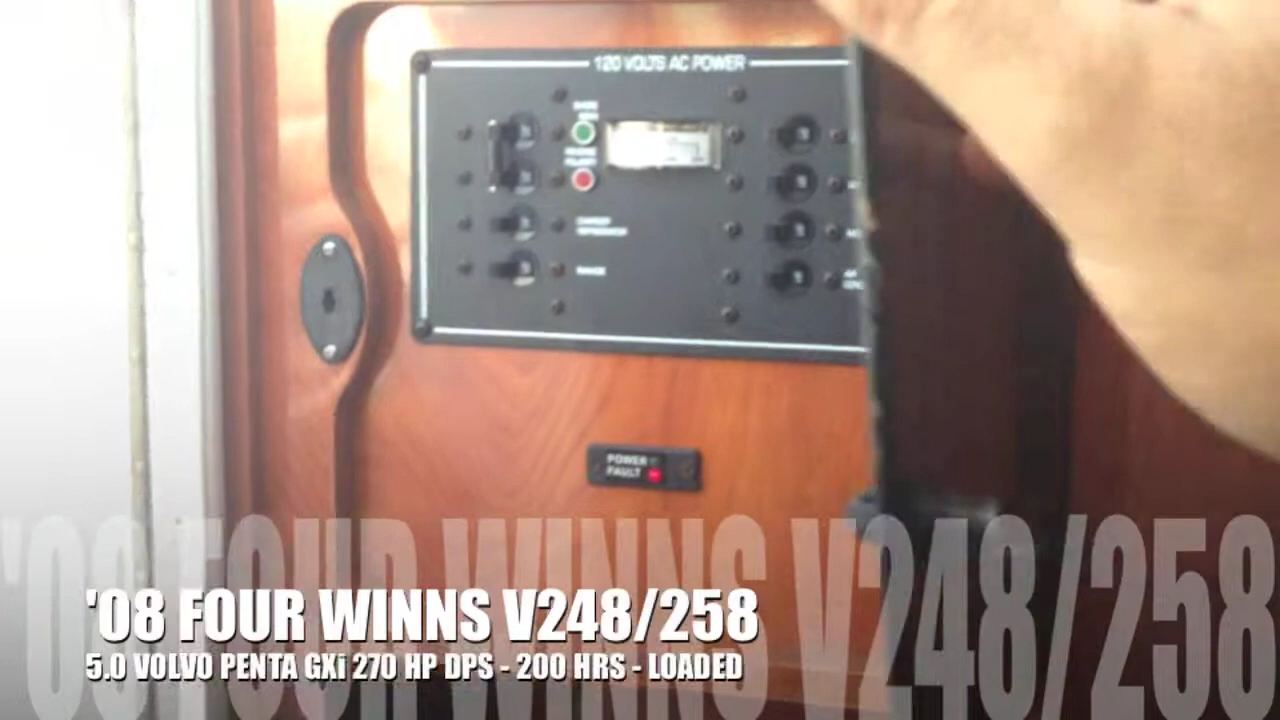 120 VOLTS AC POWER
RANGE
POWER
FAULT
'08 FOUR WINNS V248/258
'08 FOUR WINNS V248/258
5.0 VOLVO PENTA GXi 270 HP DPS - 200 HRS - LOADED